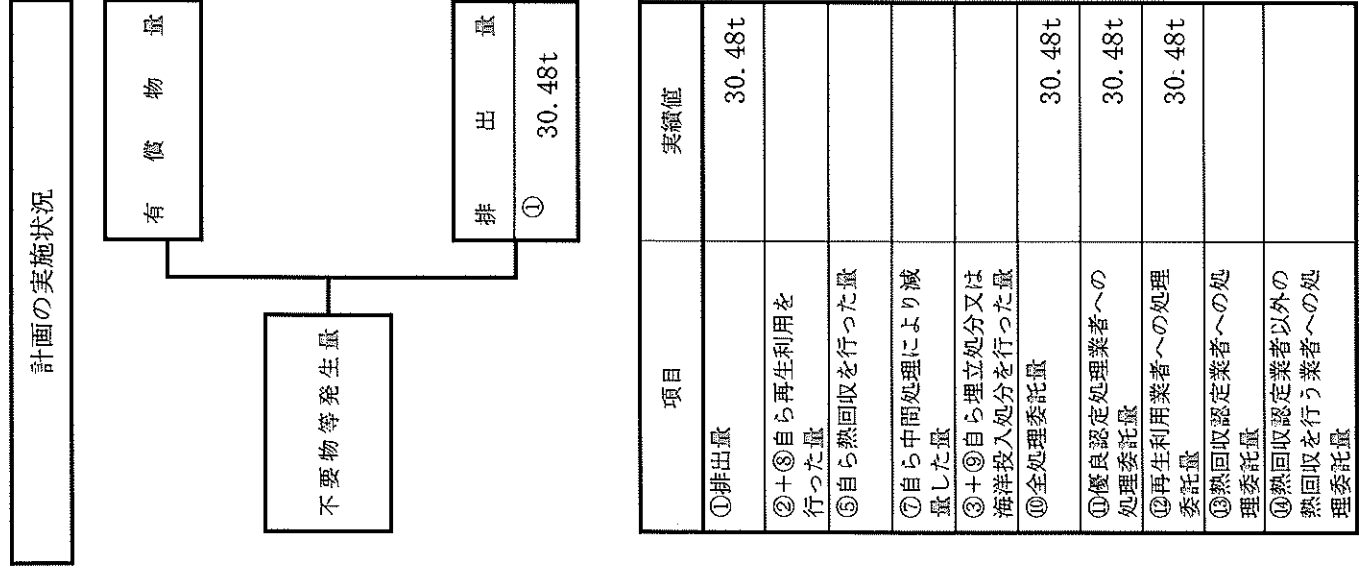 計画の実施状況
有償物量
不要物等発生量
排出量
① 30.48t
項目 実績値
①排出量 30.48t
②+⑧自ら再生利用を
行った量
⑤自ら熱回収を行った量
⑦自ら中間処理により減
量した量
③+⑨自ら埋立処分又は
海洋投入処分を行った量
⑩全処理委託量 30.48t
⑪優良認定処理業者への
処理委託量 30.48t
⑫再生利用業者への処理
委託量 30.48t
⑬熱回収認定業者への処
理委託量
⑭熱回収認定業者以外の
熱回収を行う業者への処
理委託量